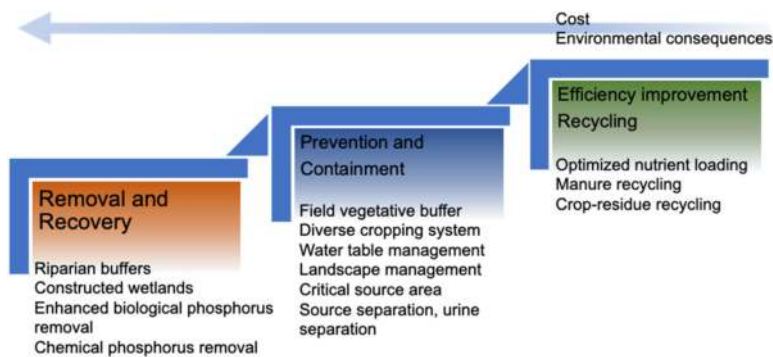 Cost
Environmental consequences
Efficiency improvement
Recycling
Optimized nutrient loading
Manure recycling
Crop-residue recycling
Prevention and
Containment
Field vegetative buffer
Diverse cropping system
Water table management
Landscape management
Critical source area
Source separation, urine
separation
Removal and
Recovery
Riparian buffers
Constructed wetlands
Enhanced biological phosphorus
removal
Chemical phosphorus removal